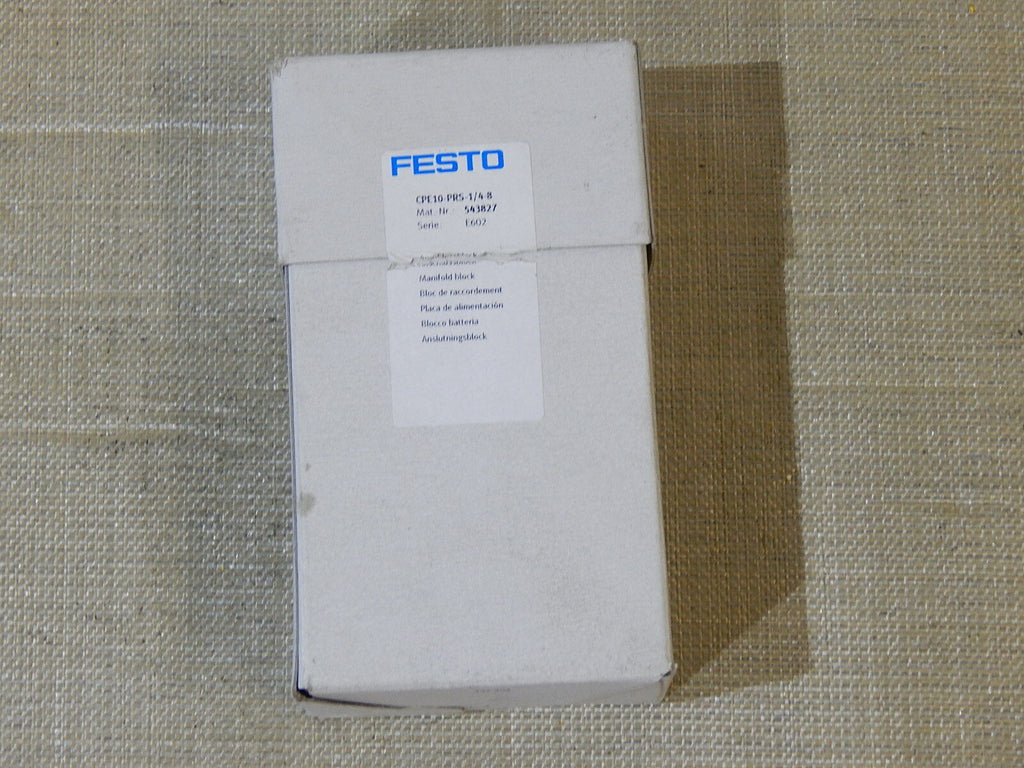 FESTO
CPE10-PRS-1/4-8
Mat. Nr.: 543827
Serie: E602
Manifold block
Bloc de raccordement
Placa de alimentación
Blocco batteria
Anslutningsblock